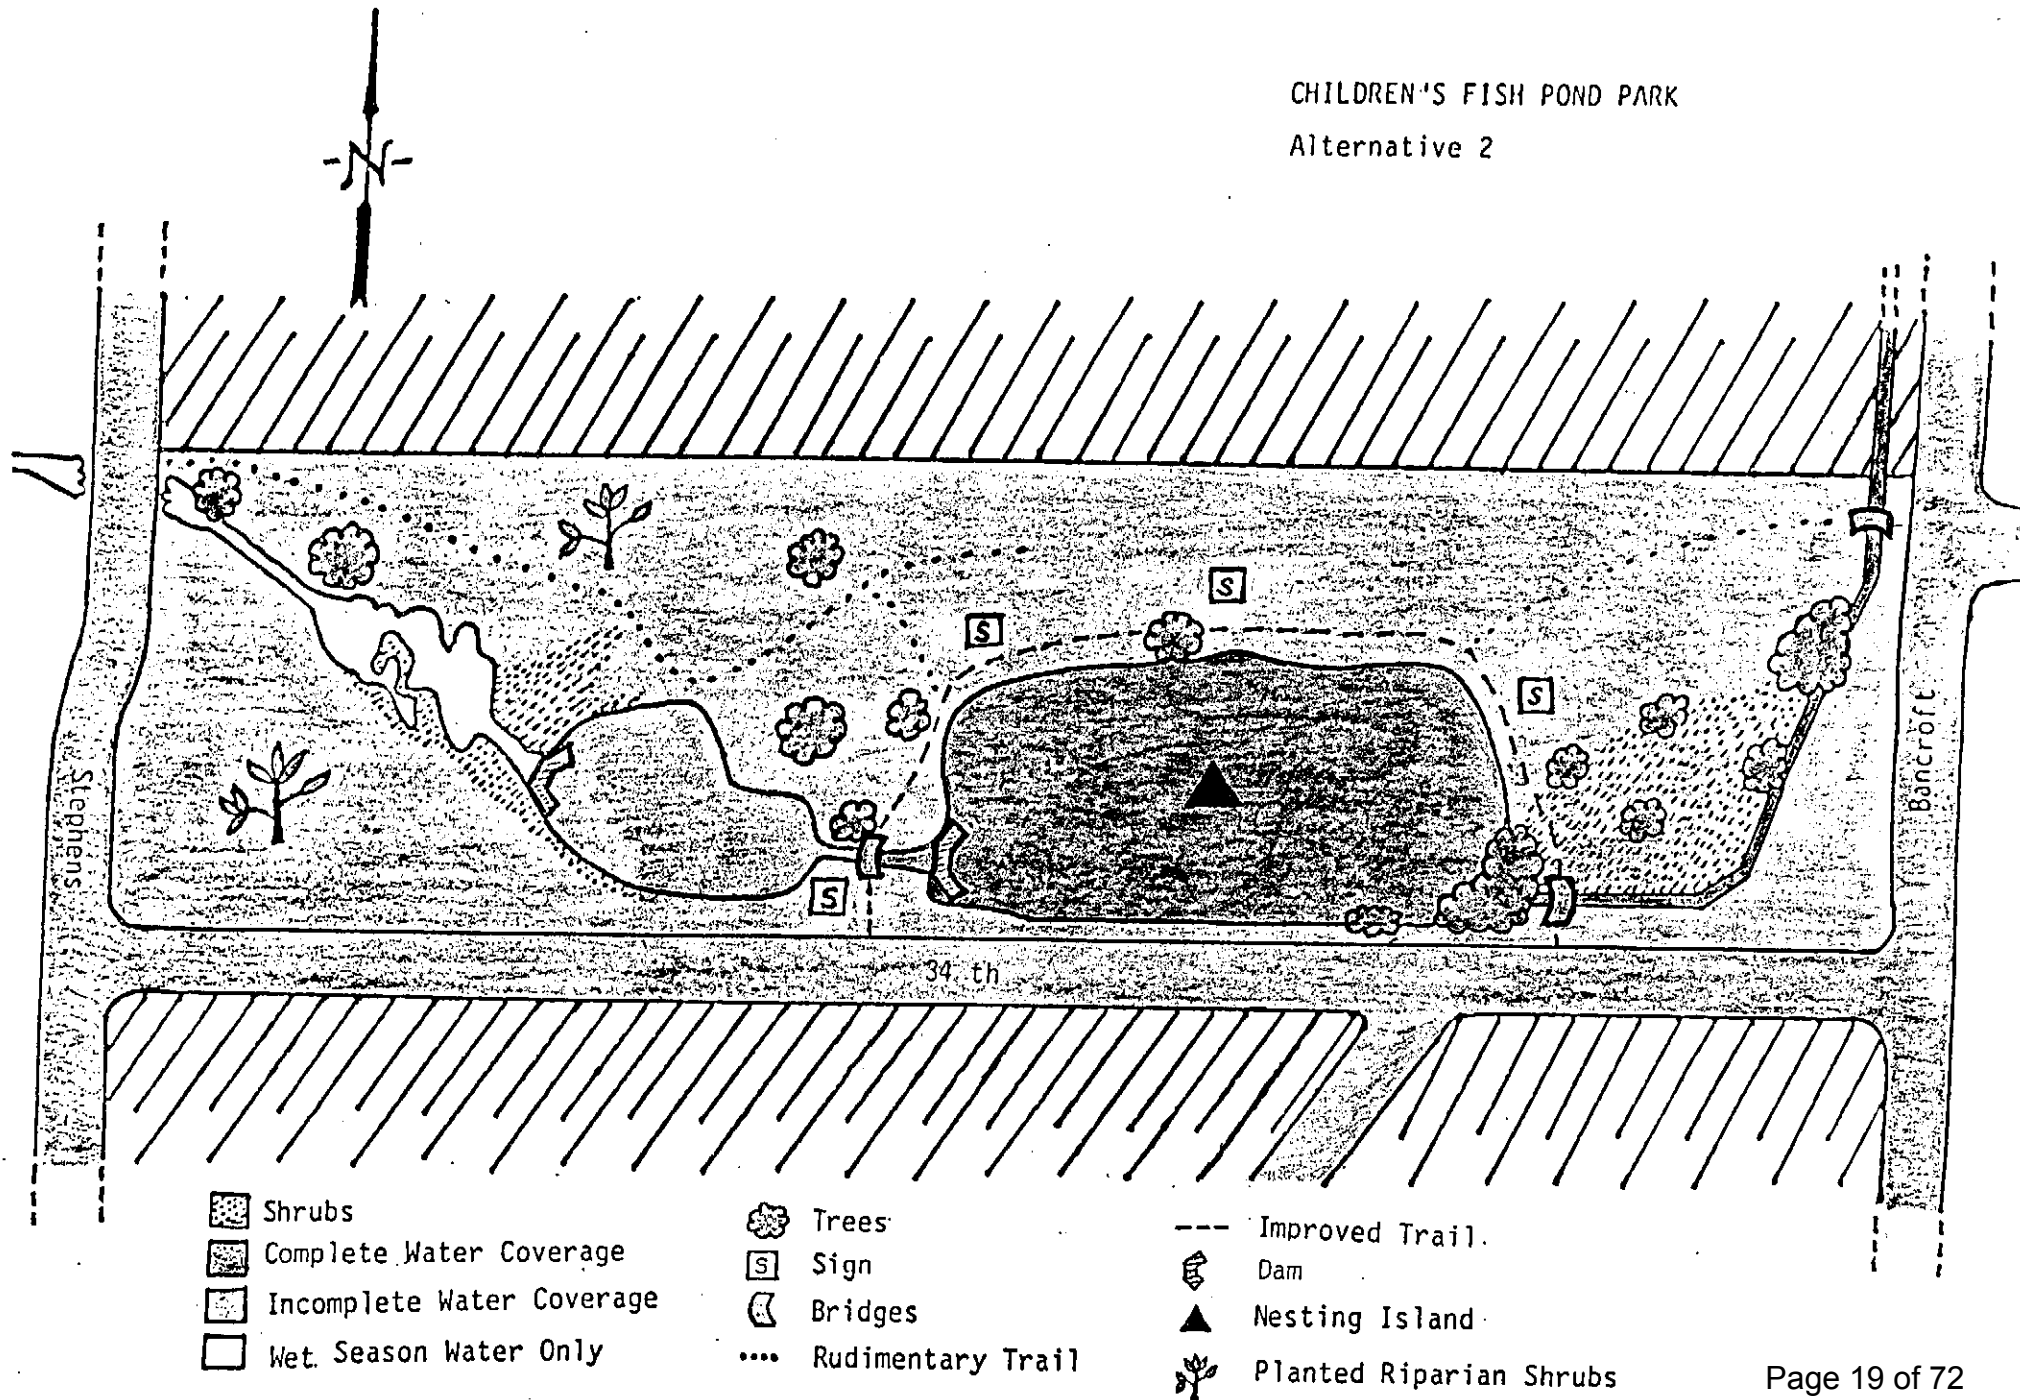 CHILDREN'S FISH POND PARK
Alternative 2
N
S
S
S
S
Stephens
Bancroft
34 th
Shrubs
Complete Water Coverage
Incomplete Water Coverage
Wet Season Water Only
Trees
S Sign
Bridges
Rudimentary Trail
Improved Trail
Dam
Nesting Island
Planted Riparian Shrubs
Page 19 of 72